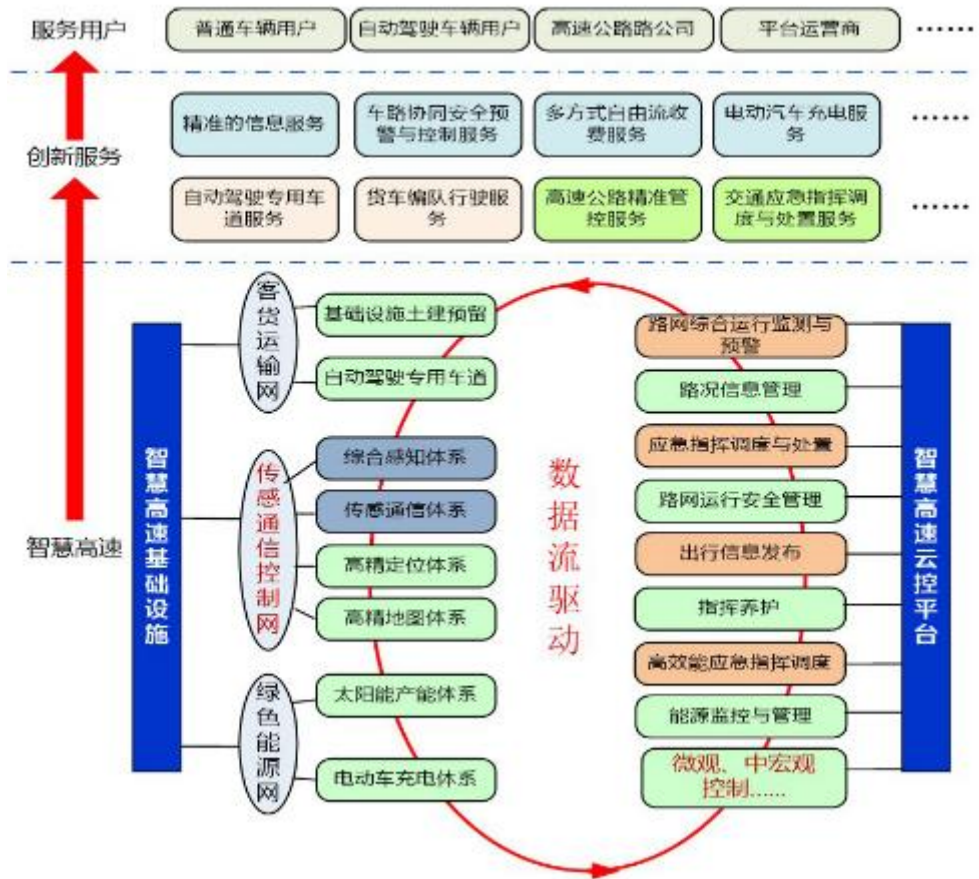 服务用户
普通车辆用户
自动驾驶车辆用户
高速公路路公司
平台运营商
……
创新服务
精准的信息服务
车路协同安全预
警与控制服务
多方式自由流收
费服务
电动汽车充电服
务
……
自动驾驶专用车
道服务
货车编队行驶服
务
高速公路精准管
控服务
交通应急指挥调
度与处置服务
……
智慧高速
智慧高速基础设施
客货运输网
基础设施土建预留
自动驾驶专用车道
传感通信控制网
综合感知体系
传感通信体系
高精定位体系
高精地图体系
绿色能源网
太阳能产能体系
电动车充电体系
数据流驱动
路网综合运行监测与
预警
路况信息管理
应急指挥调度与处置
路网运行安全管理
出行信息发布
指挥养护
高效能应急指挥调度
能源监控与管理
微观、中宏观
控制……
智慧高速云控平台